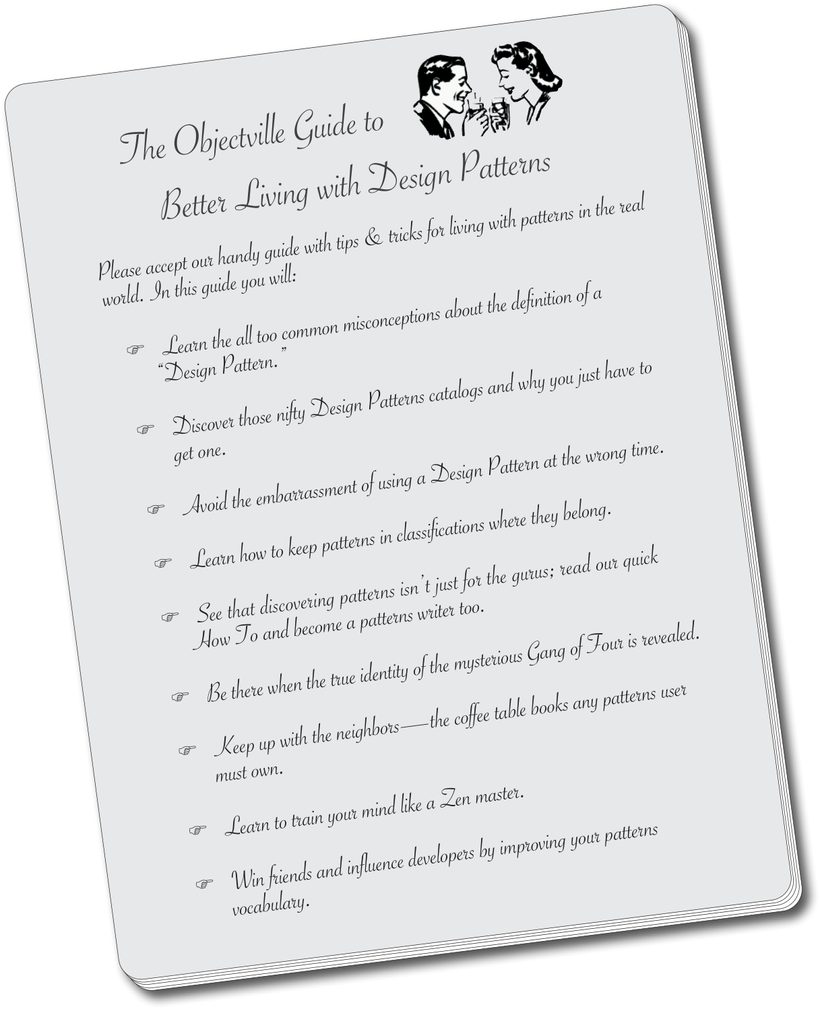 The Objectville Guide to
Better Living with Design Patterns
Please accept our handy guide with tips & tricks for living with patterns in the real
world. In this guide you will:
☞ Learn the all too common misconceptions about the definition of a
“Design Pattern.”
☞ Discover those nifty Design Patterns catalogs and why you just have to
get one.
☞ Avoid the embarrassment of using a Design Pattern at the wrong time.
☞ Learn how to keep patterns in classifications where they belong.
☞ See that discovering patterns isn’t just for the gurus; read our quick
How To and become a patterns writer too.
☞ Be there when the true identity of the mysterious Gang of Four is revealed.
☞ Keep up with the neighbors—the coffee table books any patterns user
must own.
☞ Learn to train your mind like a Zen master.
☞ Win friends and influence developers by improving your patterns
vocabulary.